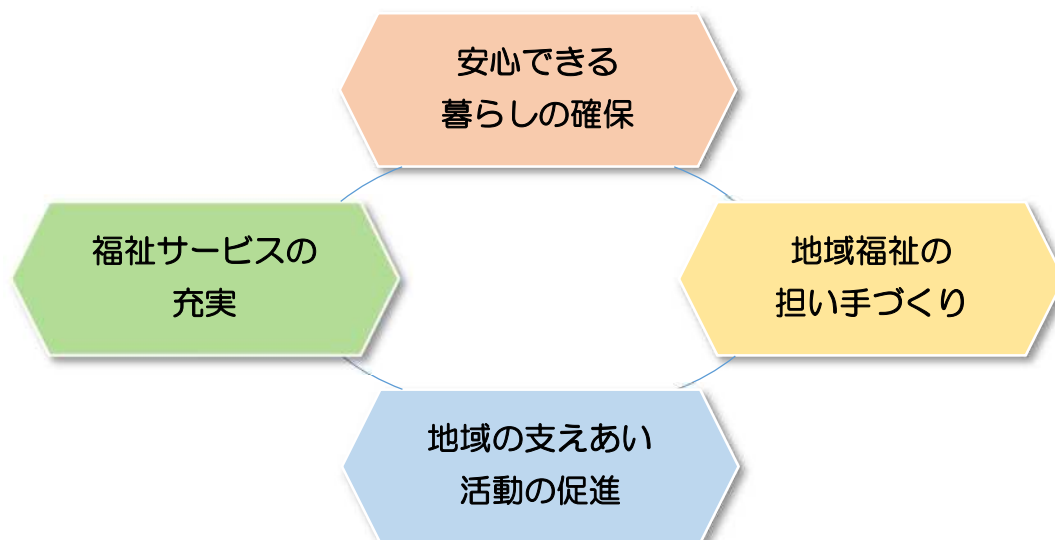 安心できる
暮らしの確保
福祉サービスの
充実
地域福祉の
担い手づくり
地域の支えあい
活動の促進